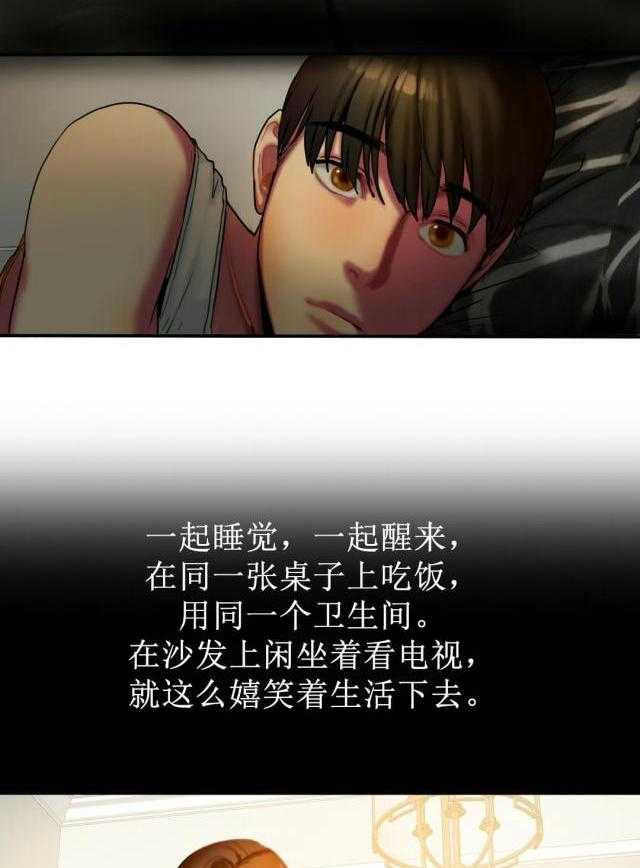 一起睡觉，一起醒来，
在同一张桌子上吃饭，
用同一个卫生间。
在沙发上闲坐着看电视，
就这么嬉笑着生活下去。